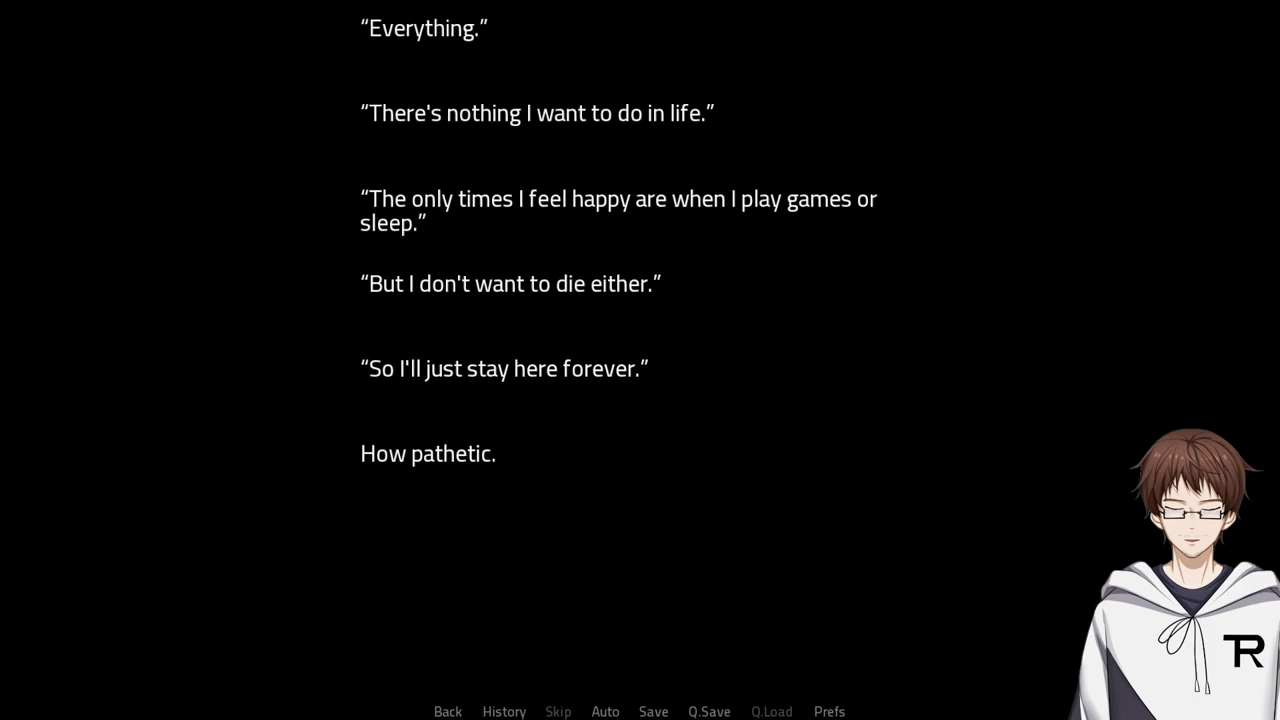 “Everything.”
“There's nothing I want to do in life.”
“The only times I feel happy are when I play games or
sleep.”
“But I don't want to die either.”
“So I'll just stay here forever.”
How pathetic.
TR
Back History Skip Auto Save Q.Save Q.Load Prefs